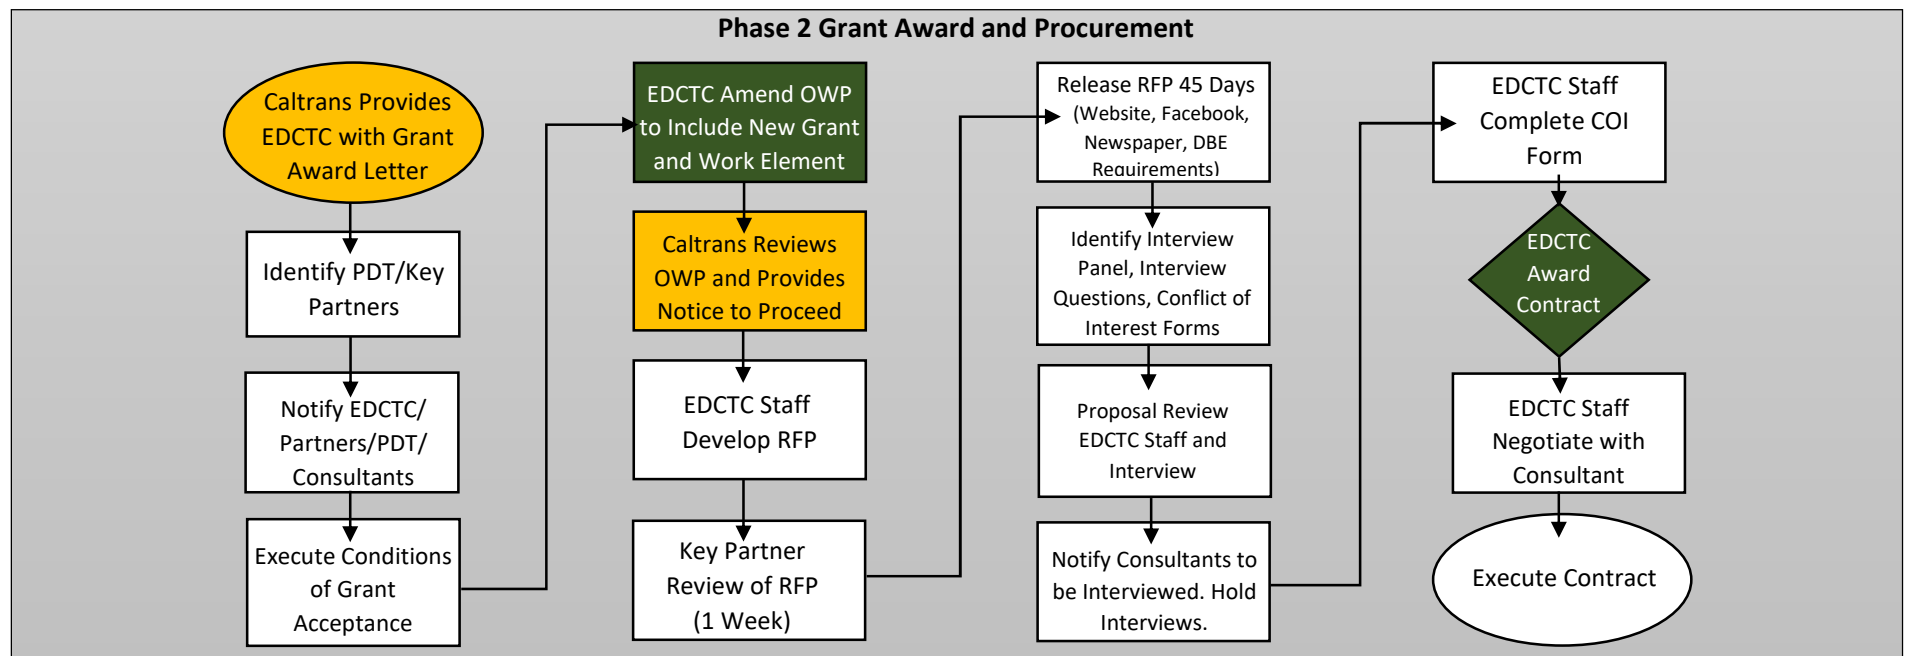 Phase 2 Grant Award and Procurement
Caltrans Provides
EDCTC with Grant
Award Letter
Identify PDT/Key
Partners
Notify EDCTC/
Partners/PDT/
Consultants
Execute Conditions
of Grant
Acceptance
EDCTC Amend OWP
to Include New Grant
and Work Element
Caltrans Reviews
OWP and Provides
Notice to Proceed
EDCTC Staff
Develop RFP
Key Partner
Review of RFP
(1 Week)
Release RFP 45 Days
(Website, Facebook,
Newspaper, DBE
Requirements)
Identify Interview
Panel, Interview
Questions, Conflict of
Interest Forms
Proposal Review
EDCTC Staff and
Interview
Notify Consultants to
be Interviewed. Hold
Interviews.
EDCTC Staff
Complete COI
Form
EDCTC
Award
Contract
EDCTC Staff
Negotiate with
Consultant
Execute Contract